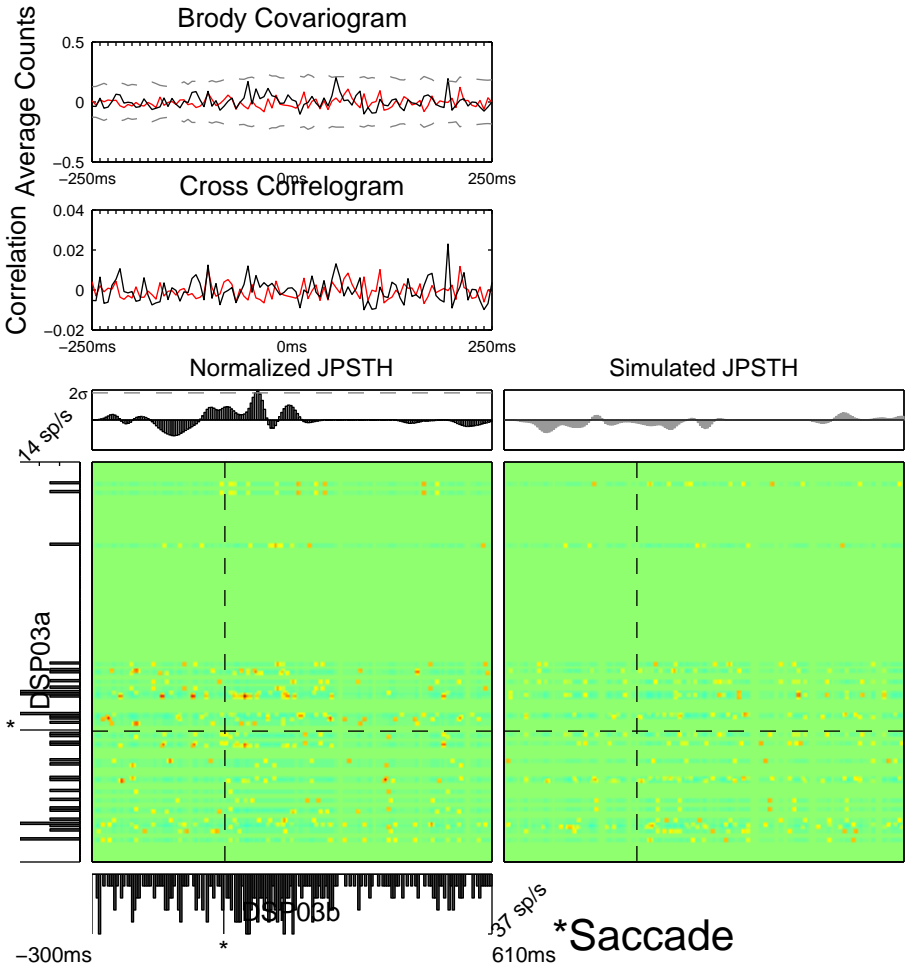 Brody Covariogram
Average Counts
0.5
0
−0.5
−250ms
0ms
250ms
Cross Correlogram
Correlation
0.04
0.02
0
−0.02
−250ms
0ms
250ms
Normalized JPSTH
Simulated JPSTH
2σ
14 sp/s
DSP03a
*
DSP03b
*
37 sp/s
−300ms
610ms
*Saccade